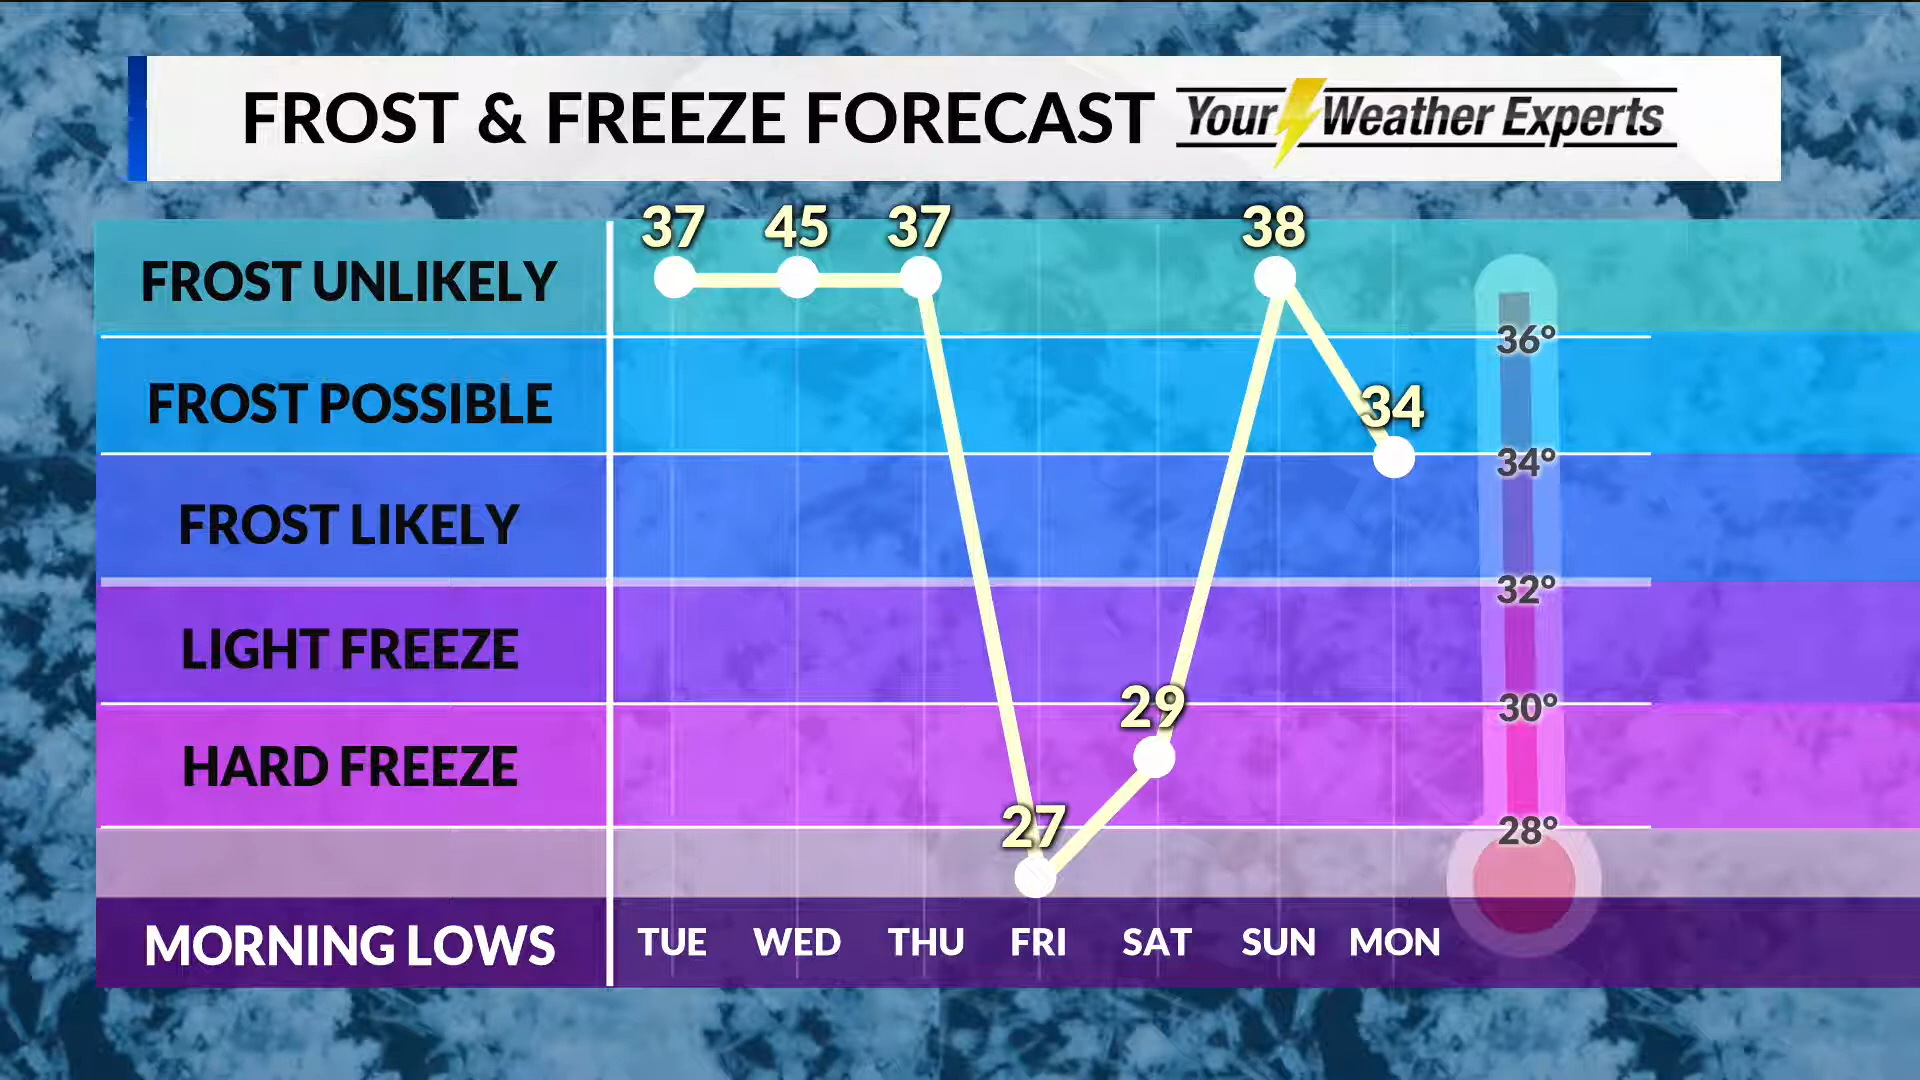 FROST & FREEZE FORECAST
Your Weather Experts
37 45 37 38
FROST UNLIKELY
36°
FROST POSSIBLE
34
34°
FROST LIKELY
32°
LIGHT FREEZE
29
30°
HARD FREEZE
27
28°
MORNING LOWS TUE WED THU FRI SAT SUN MON